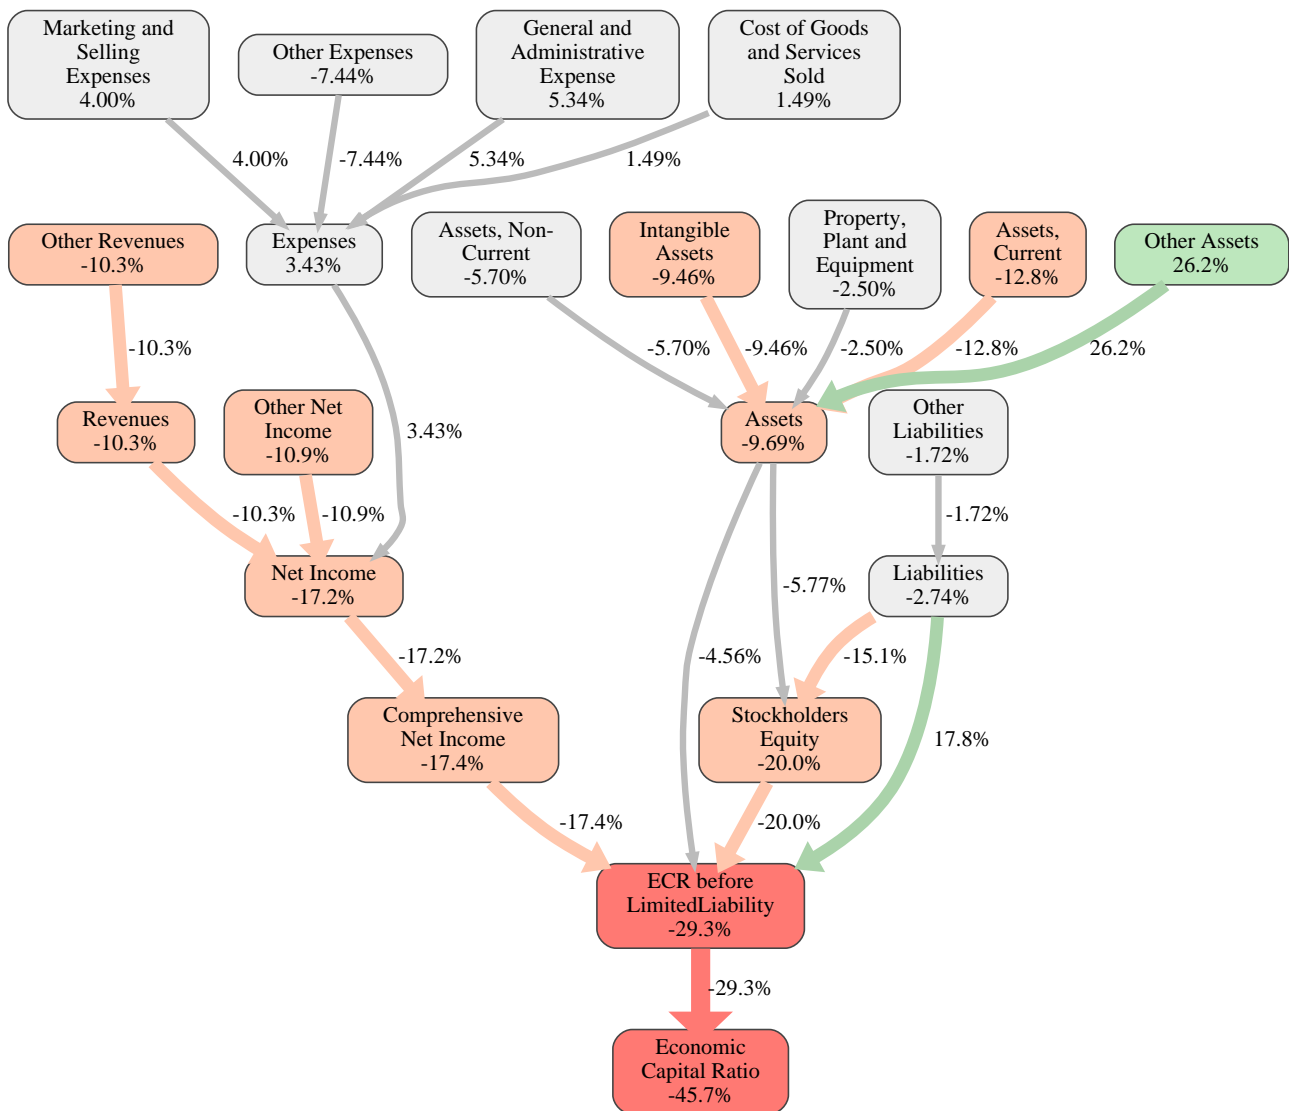 Marketing and
Selling
Expenses
4.00%
Other Expenses
-7.44%
General and
Administrative
Expense
5.34%
Cost of Goods
and Services
Sold
1.49%
4.00%
-7.44%
5.34%
1.49%
Other Revenues
-10.3%
Expenses
3.43%
Assets, Non-
Current
-5.70%
Intangible
Assets
-9.46%
Property,
Plant and
Equipment
-2.50%
Assets,
Current
-12.8%
Other Assets
26.2%
-10.3%
-5.70%
-9.46%
-2.50%
-12.8%
26.2%
Revenues
-10.3%
Other Net
Income
-10.9%
3.43%
Assets
-9.69%
Other
Liabilities
-1.72%
-10.3%
-10.9%
-1.72%
Net Income
-17.2%
-5.77%
Liabilities
-2.74%
-17.2%
-4.56%
-15.1%
Comprehensive
Net Income
-17.4%
Stockholders
Equity
-20.0%
17.8%
-17.4%
-20.0%
ECR before
LimitedLiability
-29.3%
-29.3%
Economic
Capital Ratio
-45.7%